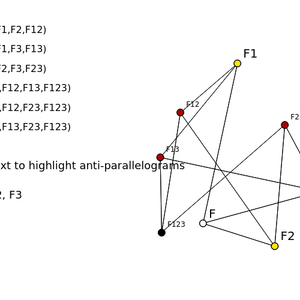 F1,F2,F12)
F1,F3,F13)
F2,F3,F23)
,F12,F13,F123)
,F12,F23,F123)
,F13,F23,F123)
xt to highlight anti-parallelograms
2, F3
F1
F12
F2
F13
F
F123
F2